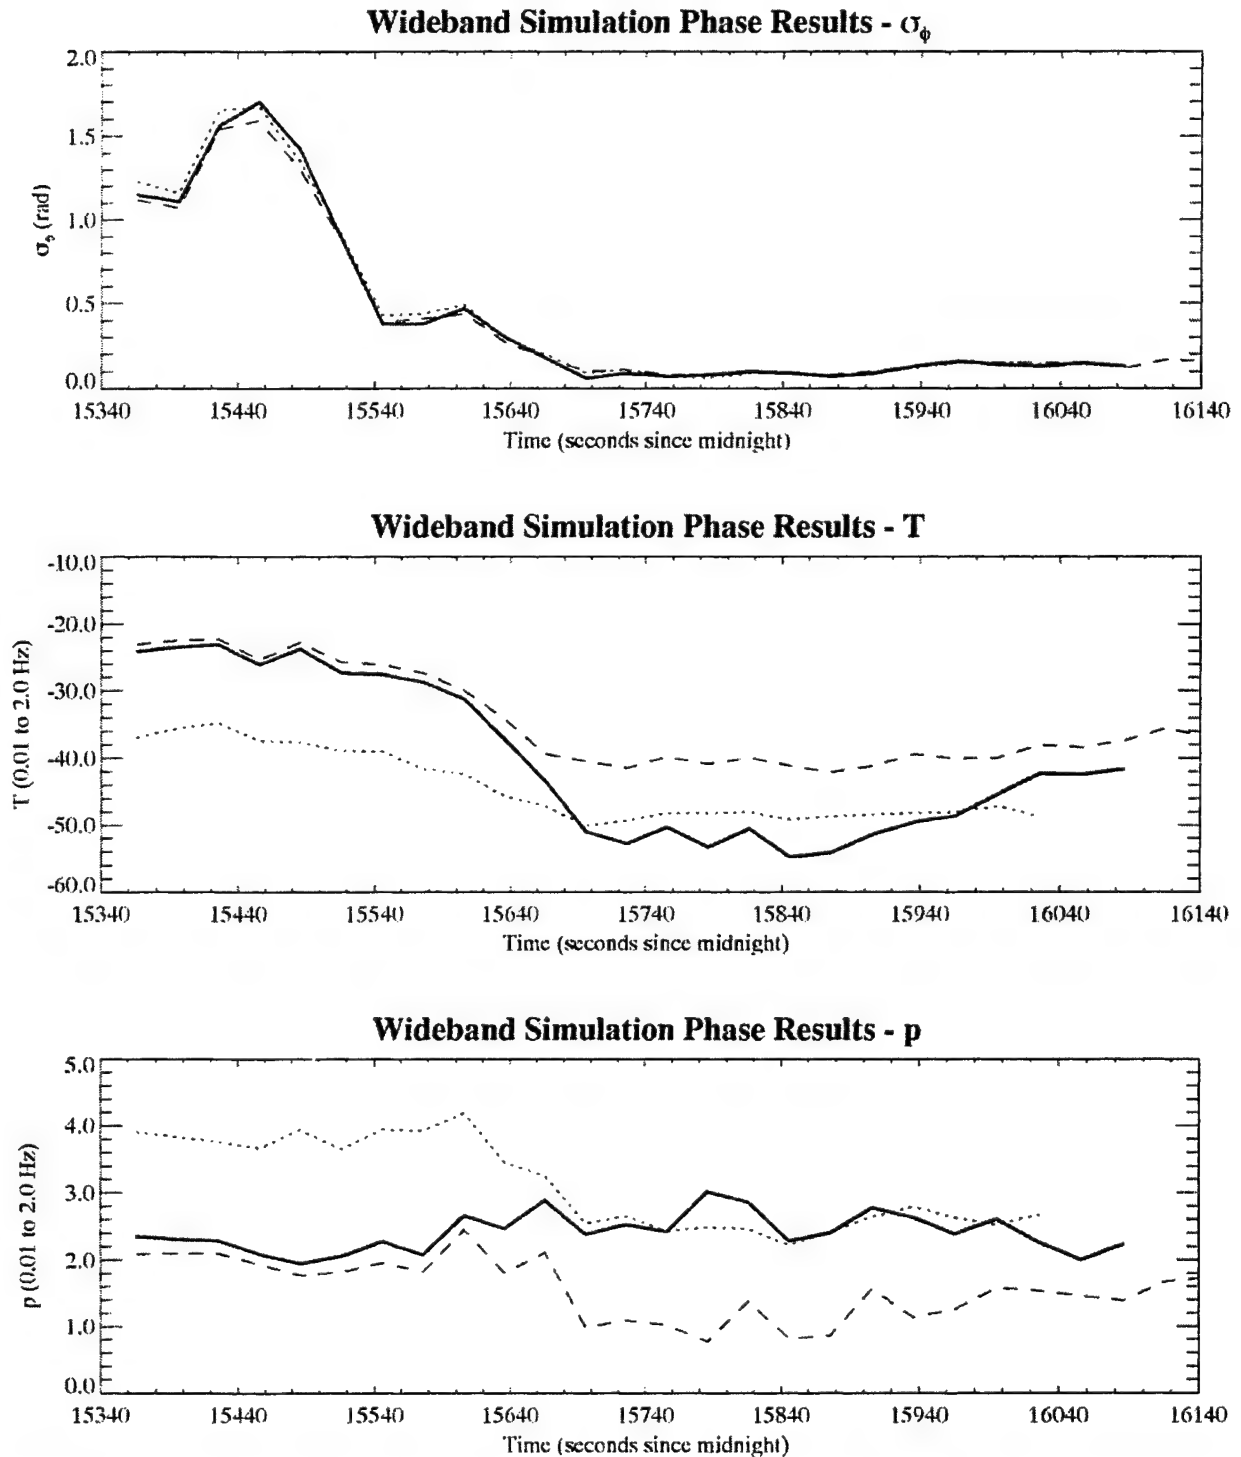 Wideband Simulation Phase Results - σφ
2.0
1.5
1.0
0.5
0.0
σφ (rad)
15340 15440 15540 15640 15740 15840 15940 16040 16140
Time (seconds since midnight)
Wideband Simulation Phase Results - T
-10.0
-20.0
-30.0
-40.0
-50.0
-60.0
T (0.01 to 2.0 Hz)
15340 15440 15540 15640 15740 15840 15940 16040 16140
Time (seconds since midnight)
Wideband Simulation Phase Results - p
5.0
4.0
3.0
2.0
1.0
0.0
p (0.01 to 2.0 Hz)
15340 15440 15540 15640 15740 15840 15940 16040 16140
Time (seconds since midnight)